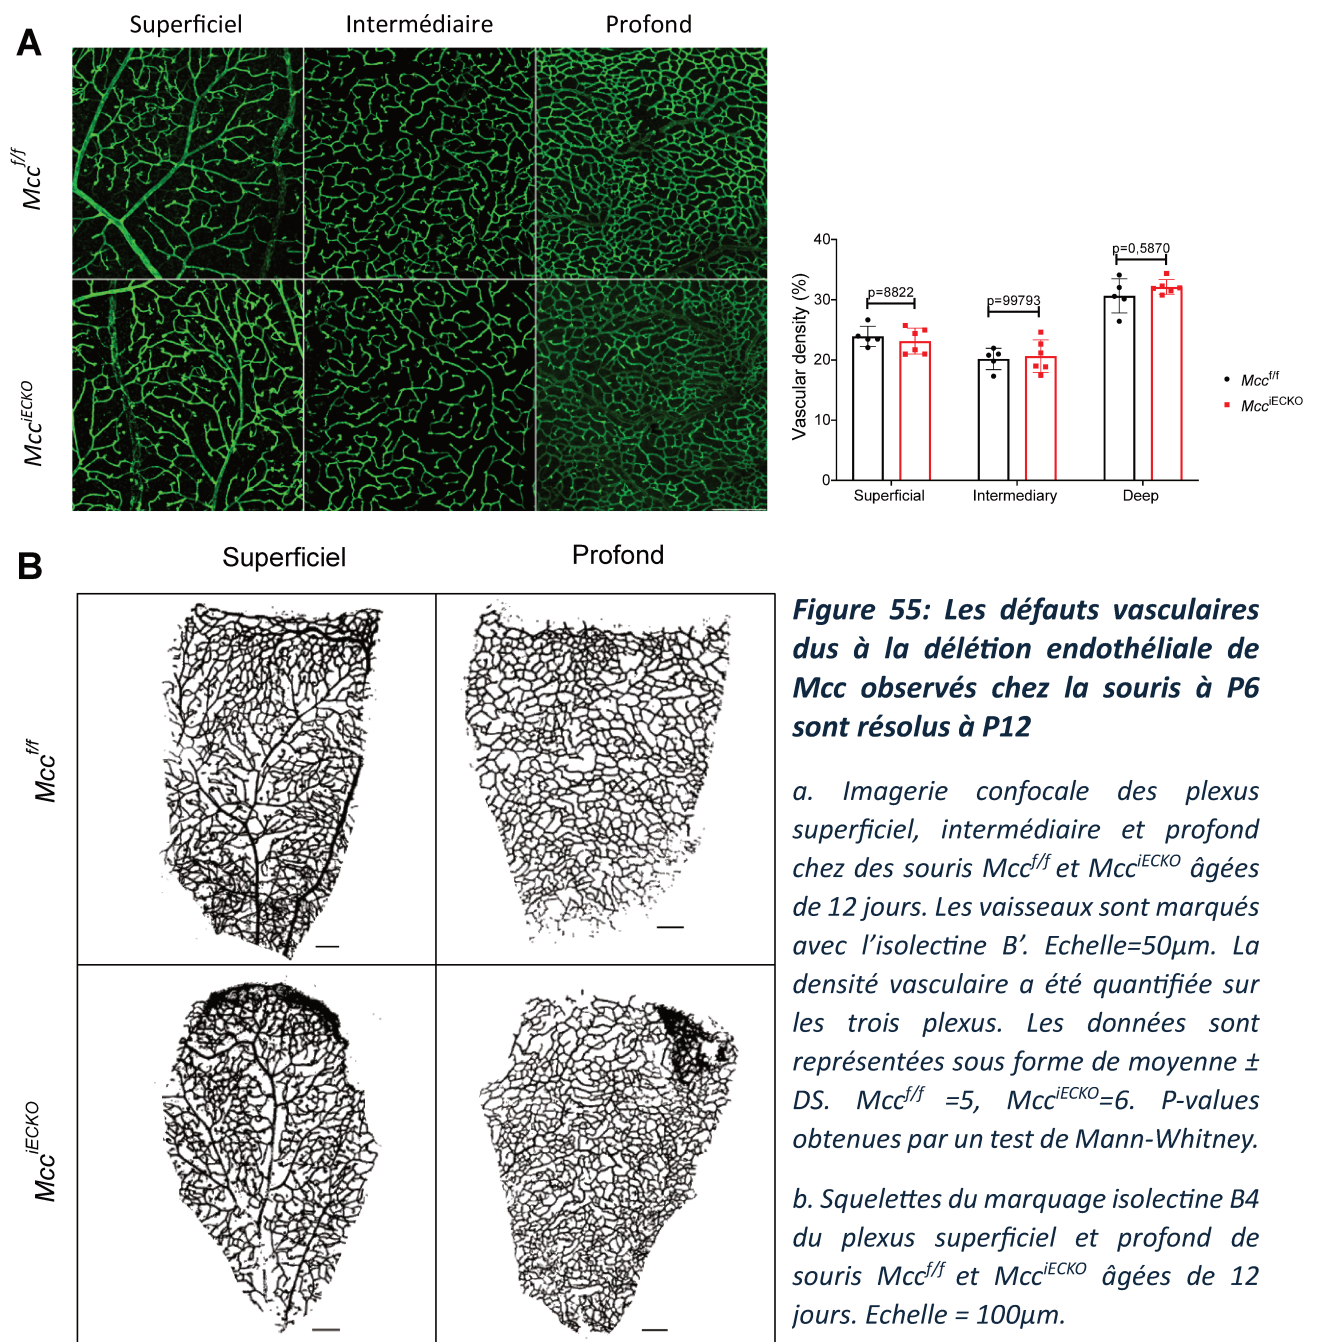 Superficiel Intermédiaire Profond
A
Mcc f/f
Mcc iECKO
40
30
20
10
0
Vascular density (%)
p=8822
p=99793
p=0,5870
Superficial Intermediary Deep
Mcc f/f
Mcc iECKO
B
Superficiel Profond
Mcc f/f
Mcc iECKO
Figure 55: Les défauts vasculaires
dus à la délétion endothéliale de
Mcc observés chez la souris à P6
sont résolus à P12
a. Imagerie confocale des plexus
superficiel, intermédiaire et profond
chez des souris Mcc f/f et Mcc iECKO âgées
de 12 jours. Les vaisseaux sont marqués
avec l’isolectine B’. Echelle=50µm. La
densité vasculaire a été quantifiée sur
les trois plexus. Les données sont
représentées sous forme de moyenne ±
DS. Mcc f/f =5, Mcc iECKO=6. P-values
obtenues par un test de Mann-Whitney.
b. Squelettes du marquage isolectine B4
du plexus superficiel et profond de
souris Mcc f/f et Mcc iECKO âgées de 12
jours. Echelle = 100µm.